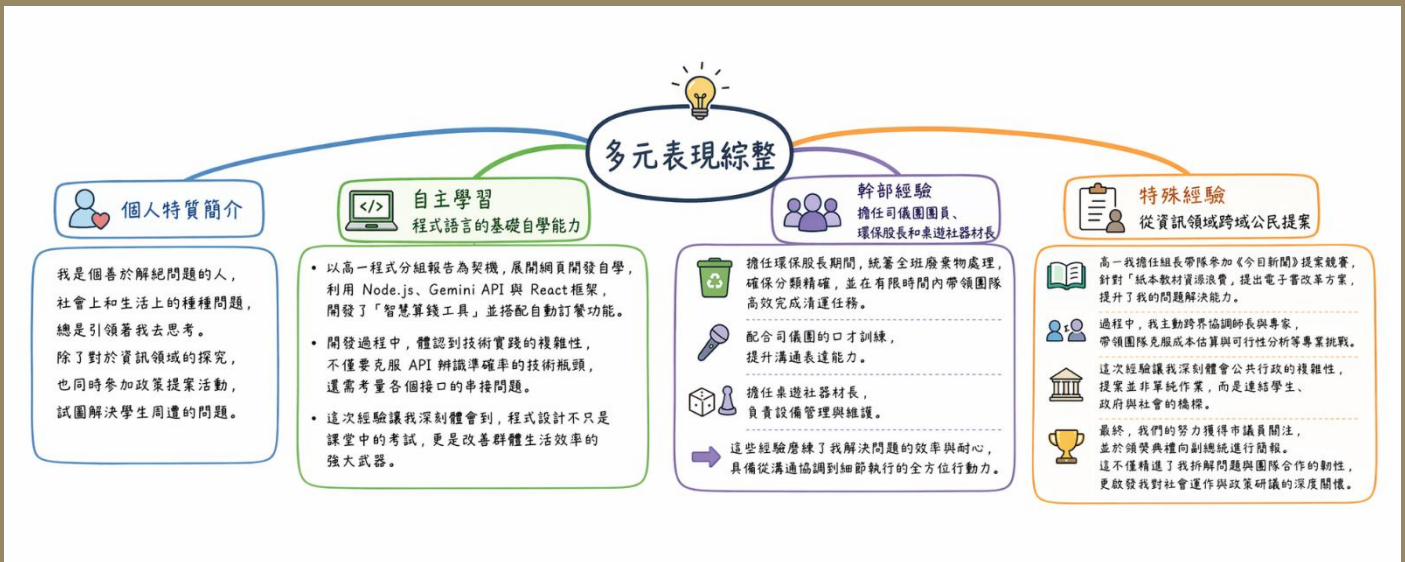 多元表現綜整
個人特質簡介
我是個善於解絕問題的人，
社會上和生活上的種種問題，
總是引領著我去思考。
除了對於資訊領域的探究，
也同時參加政策提案活動，
試圖解決學生周遭的問題。
</>
自主學習
程式語言的基礎自學能力
• 以高一程式分組報告為契機，展開網頁開發自學，
利用 Node.js、Gemini API 與 React框架，
開發了「智慧算錢工具」並搭配自動訂餐功能。
• 開發過程中，體認到技術實踐的複雜性，
不僅要克服 API 辨識準確率的技術瓶頸，
還需考量各個接口的串接問題。
• 這次經驗讓我深刻體會到，程式設計不只是
課堂中的考試，更是改善群體生活效率的
強大武器。
幹部經驗
擔任司儀團團員、
環保股長和桌遊社器材長
擔任環保股長期間，統籌全班廢棄物處理，
確保分類精確，並在有限時間內帶領團隊
高效完成清運任務。
配合司儀團的口才訓練，
提升溝通表達能力。
擔任桌遊社器材長，
負責設備管理與維護。
這些經驗磨練了我解決問題的效率與耐心，
具備從溝通協調到細節執行的全方位行動力。
特殊經驗
從資訊領域跨域公民提案
高一我擔任組長帶隊參加《今日新聞》提案競賽，
針對「紙本教材資源浪費」提出電子書改革方案，
提升了我的問題解決能力。
過程中，我主動跨界協調師長與專家，
帶領團隊克服成本估算與可行性分析等專業挑戰。
這次經驗讓我深刻體會公共行政的複雜性，
提案並非單純作業，而是連結學生、
政府與社會的橋樑。
最終，我們的努力獲得市議員關注，
並於頒獎典禮向副總統進行簡報。
這不僅精進了我拆解問題與團隊合作的韌性，
更啟發我對社會運作與政策研議的深度關懷。